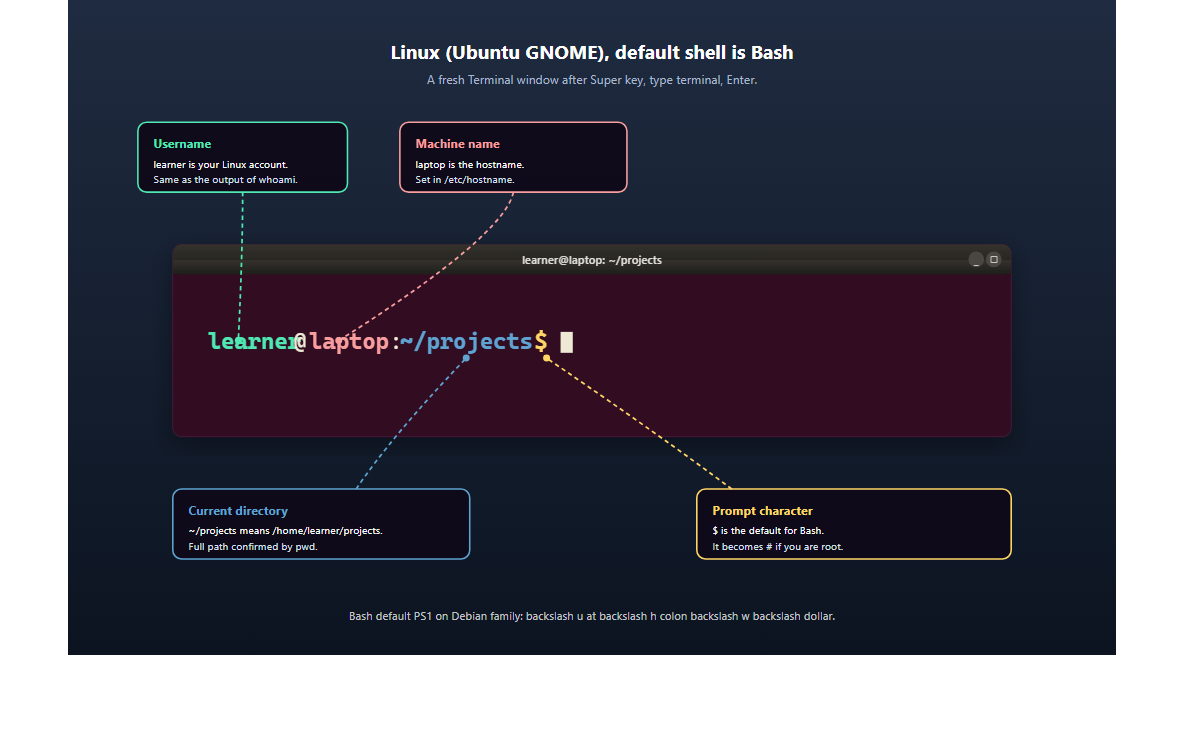 Linux (Ubuntu GNOME), default shell is Bash
A fresh Terminal window after Super key, type terminal, Enter.
Username
learner is your Linux account.
Same as the output of whoami.
Machine name
laptop is the hostname.
Set in /etc/hostname.
learner@laptop: ~/projects
learner@laptop:~/projects$
Current directory
~/projects means /home/learner/projects.
Full path confirmed by pwd.
Prompt character
$ is the default for Bash.
It becomes # if you are root.
Bash default PS1 on Debian family: backslash u at backslash h colon backslash w backslash dollar.